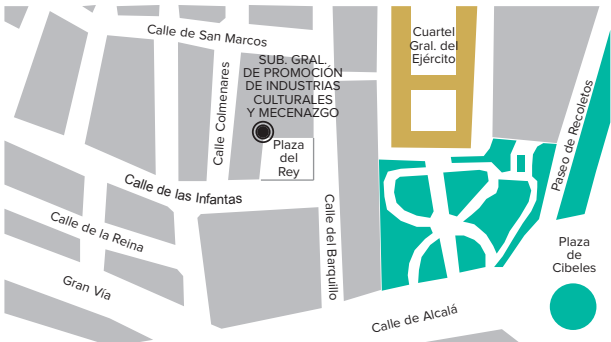 Calle de San Marcos
Cuartel
Gral. del
Ejército
SUB. GRAL.
DE PROMOCIÓN
DE INDUSTRIAS
CULTURALES
Y MECENAZGO
Calle Colmenares
Plaza
del
Rey
Paseo de Recoletos
Calle de las Infantas
Calle de la Reina
Calle del Barquillo
Plaza
de
Cibeles
Gran Vía
Calle de Alcalá